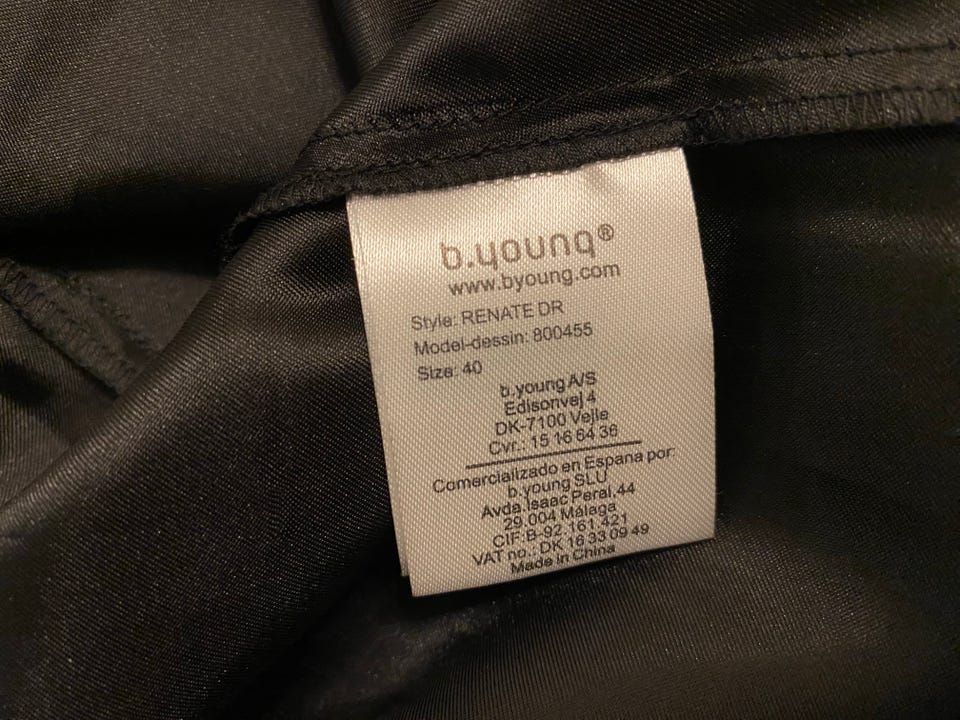 b.young®
www.byoung.com
Style: RENATE DR
Model-dessin: 800455
Size: 40
b.young A/S
Edisonvej 4
DK-7100 Vejle
Cvr.: 15 16 64 36
Comercializado en Espana por:
b.young SLU
Avda.Isaac Peral,44
29.004 Málaga
CIF:B-92.161.421
VAT no.: DK 16 33 09 49
Made in China